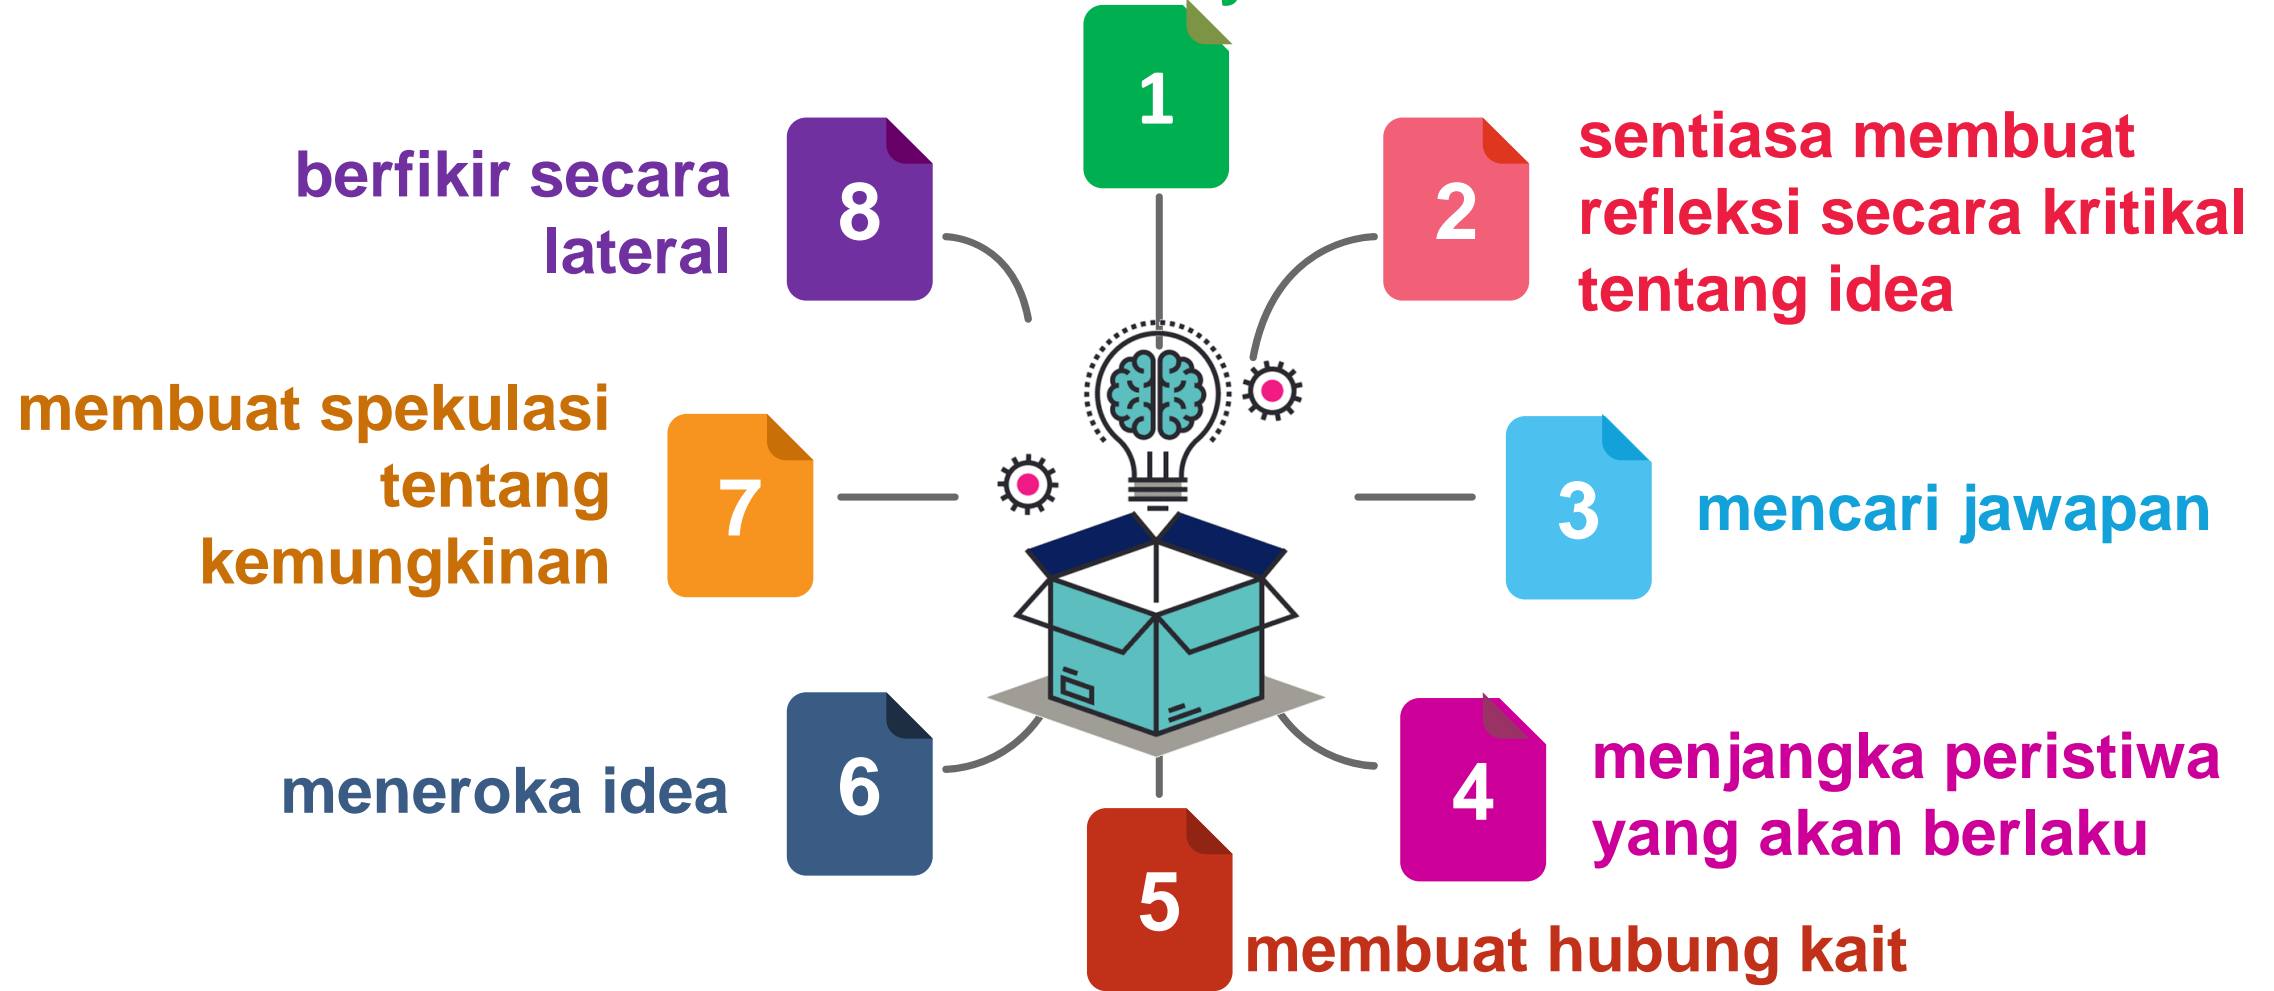 1
2
sentiasa membuat
refleksi secara kritikal
tentang idea
3
mencari jawapan
4
menjangka peristiwa
yang akan berlaku
5
membuat hubung kait
6
meneroka idea
7
membuat spekulasi
tentang
kemungkinan
8
berfikir secara
lateral